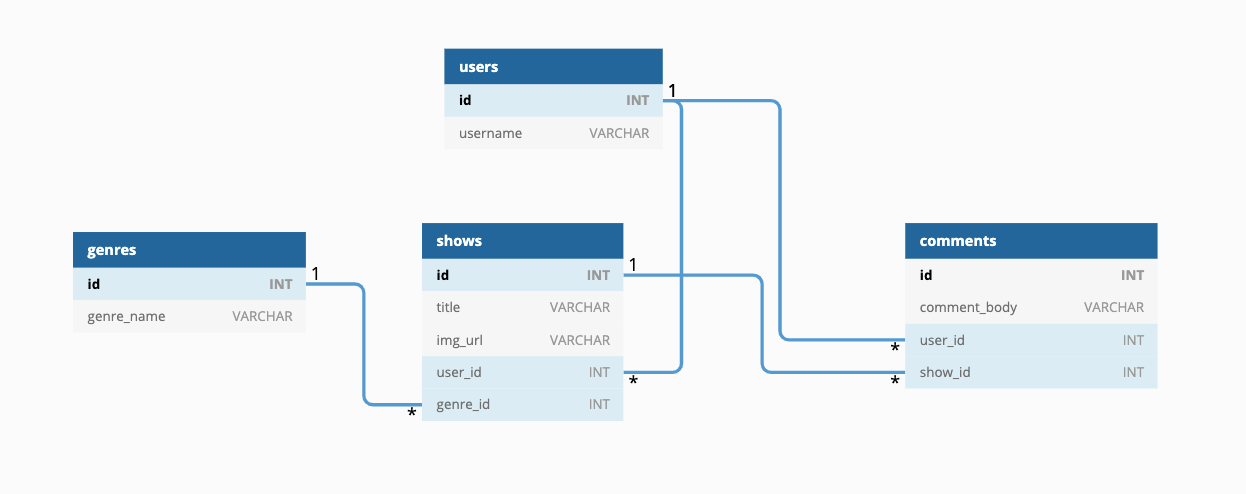 users
1
id INT
username VARCHAR
genres
1
id INT
genre_name VARCHAR
shows
1
id INT
title VARCHAR
img_url VARCHAR
user_id INT
*
genre_id INT
*
comments
id INT
comment_body VARCHAR
user_id INT
*
show_id INT
*